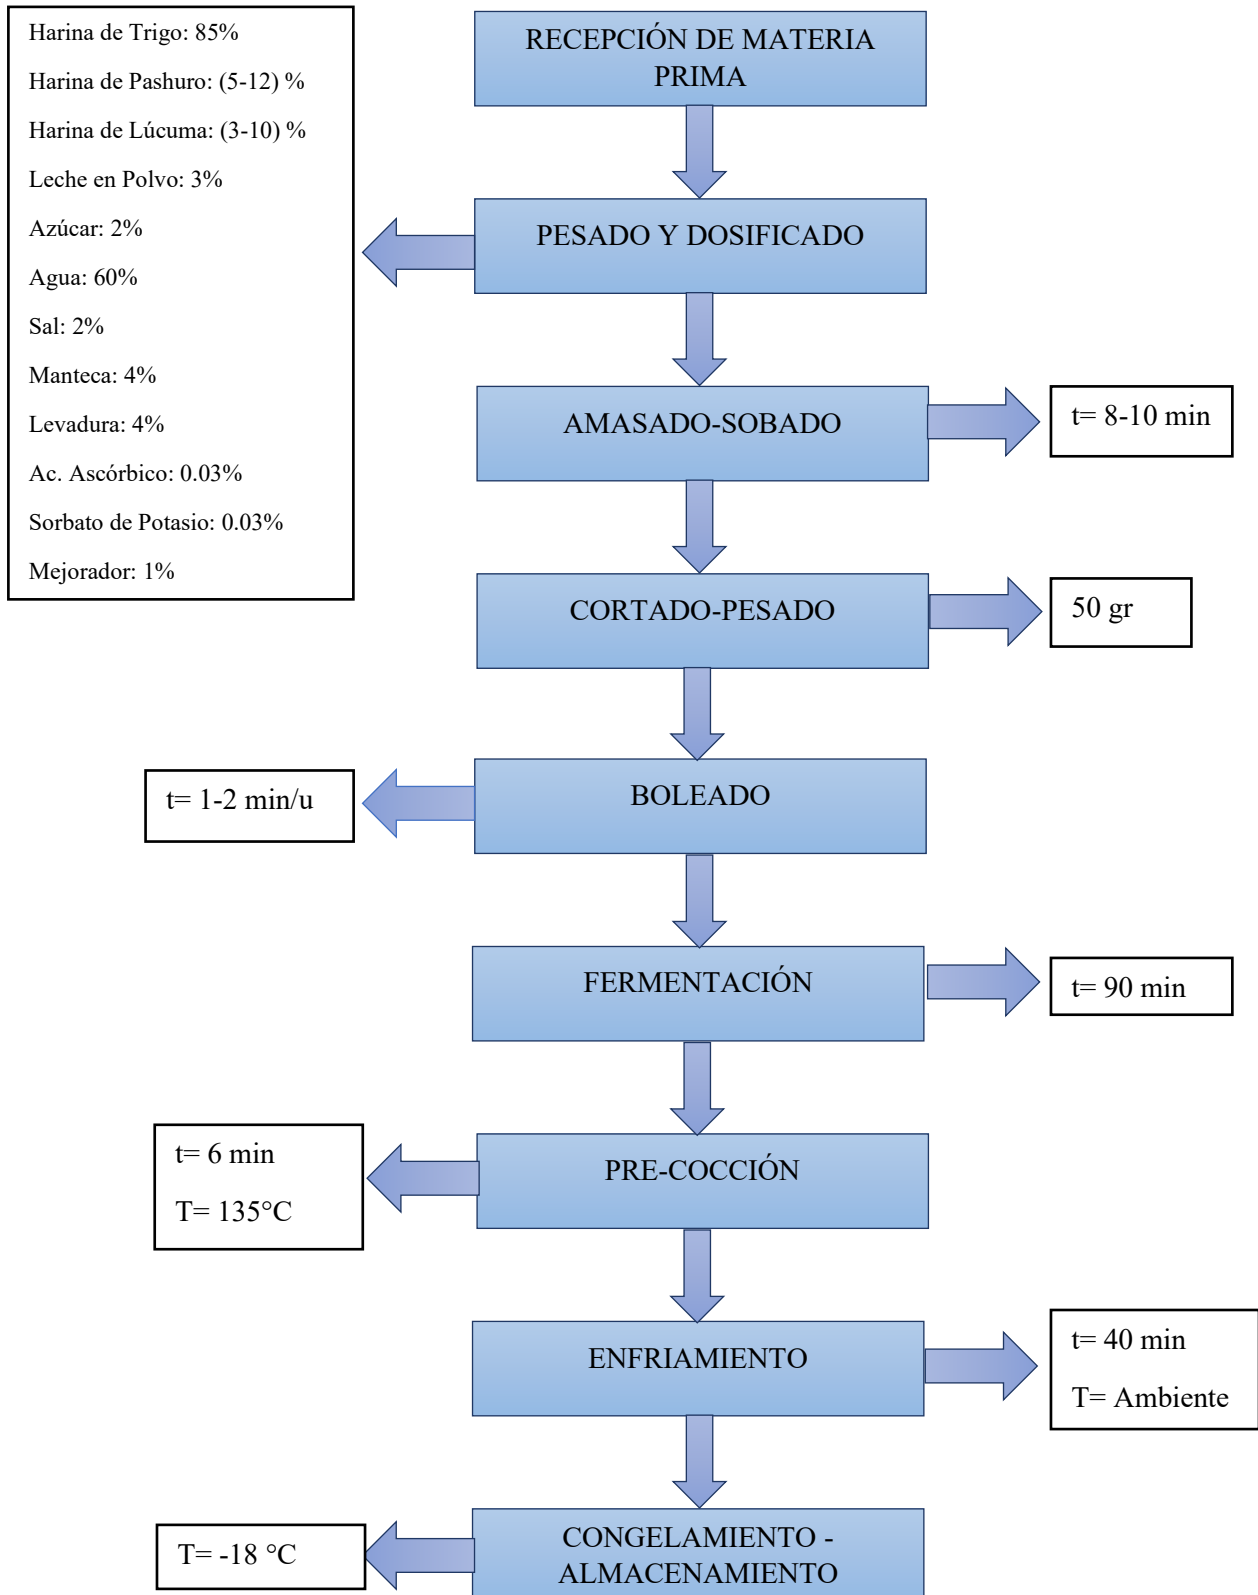 Harina de Trigo: 85%
Harina de Pashuro: (5-12) %
Harina de Lúcuma: (3-10) %
Leche en Polvo: 3%
Azúcar: 2%
Agua: 60%
Sal: 2%
Manteca: 4%
Levadura: 4%
Ac. Ascórbico: 0.03%
Sorbato de Potasio: 0.03%
Mejorador: 1%
RECEPCIÓN DE MATERIA
PRIMA
PESADO Y DOSIFICADO
AMASADO-SOBADO
t= 8-10 min
CORTADO-PESADO
50 gr
BOLEADO
t= 1-2 min/u
FERMENTACIÓN
t= 90 min
PRE-COCCIÓN
t= 6 min
T= 135°C
ENFRIAMIENTO
t= 40 min
T= Ambiente
CONGELAMIENTO -
ALMACENAMIENTO
T= -18 °C